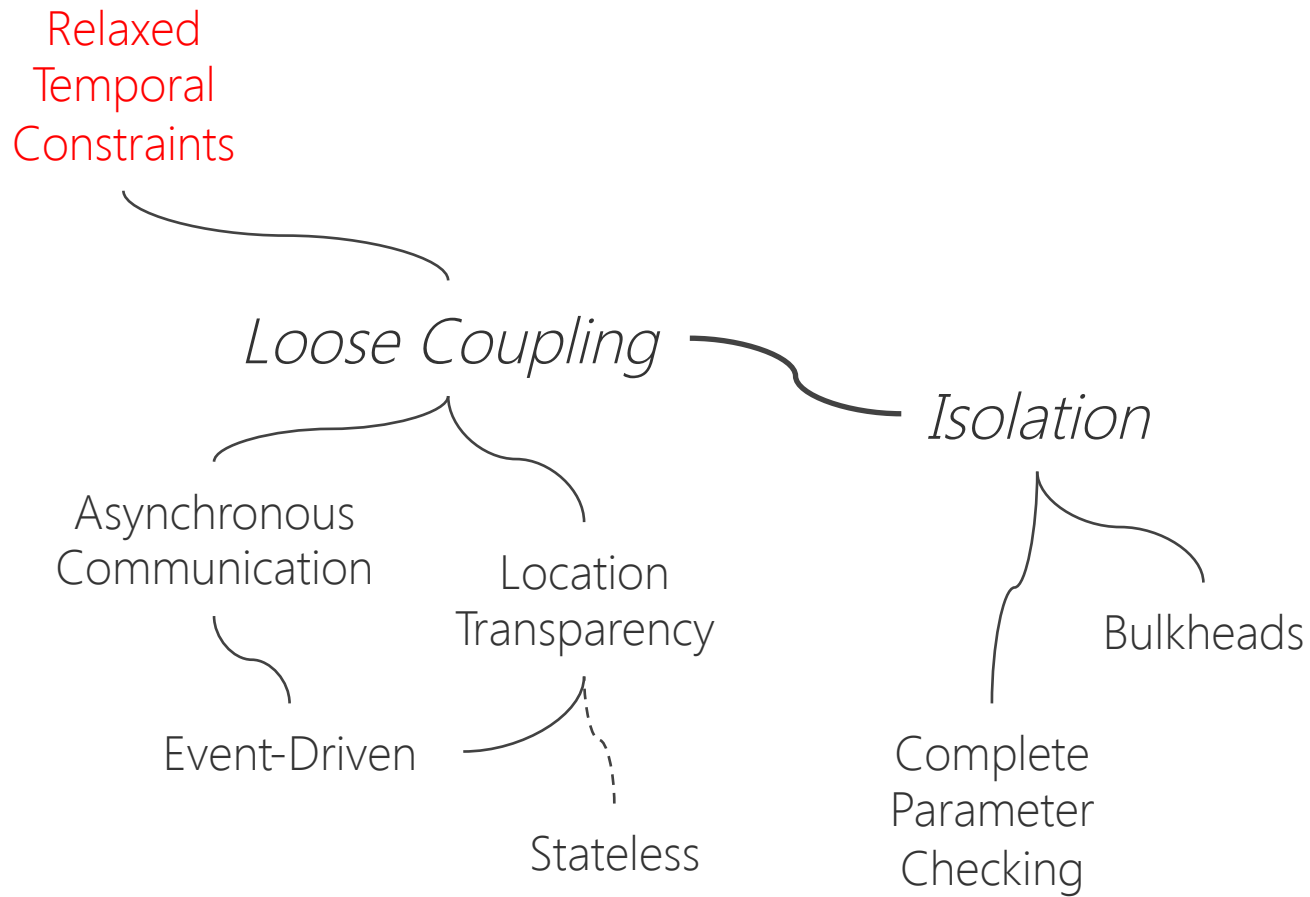 Relaxed
Temporal
Constraints
Loose Coupling
Isolation
Asynchronous
Communication
Location
Transparency
Bulkheads
Event-Driven
Stateless
Complete
Parameter
Checking